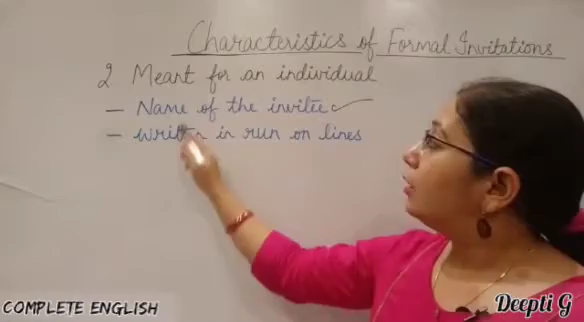 Characteristics of Formal Invitations
2 Meant for an individual
- Name of the invitee ✓
- Written in run on lines
COMPLETE ENGLISH
Deepti G